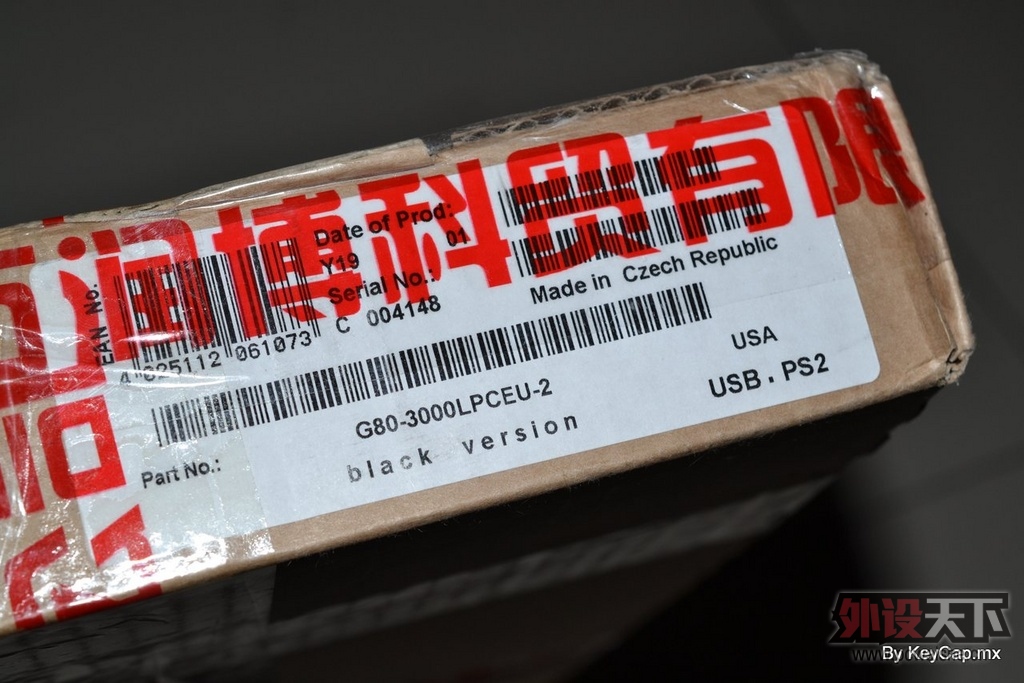 润博科贸有限
EAN No.
4 025112 061073
Date of Prod:
Y19 01
Serial No.:
C 004148
Made in Czech Republic
USA
USB . PS2
G80-3000LPCEU-2
black version
Part No.:
外设天下
By KeyCap.mx